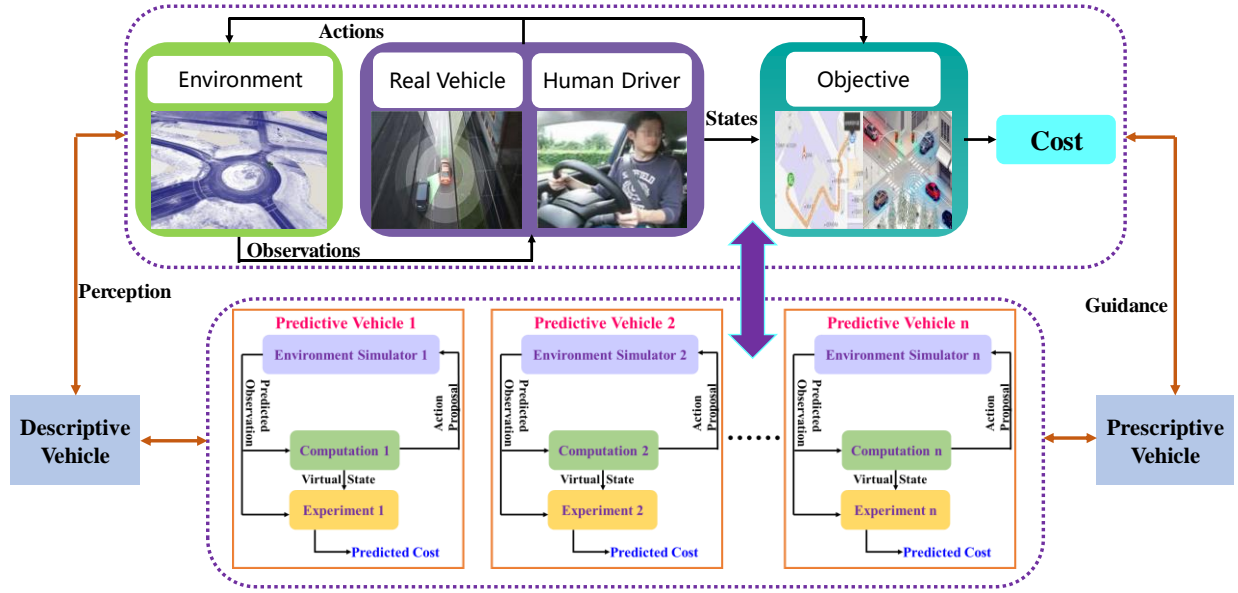 Actions
Environment
Real Vehicle
Human Driver
Objective
States
Cost
Observations
Perception
Guidance
Predictive Vehicle 1
Environment Simulator 1
Predicted
Observation
Action
Proposal
Computation 1
Virtual State
Experiment 1
Predicted Cost
Predictive Vehicle 2
Environment Simulator 2
Predicted
Observation
Action
Proposal
Computation 2
Virtual State
Experiment 2
Predicted Cost
......
Predictive Vehicle n
Environment Simulator n
Predicted
Observation
Action
Proposal
Computation n
Virtual State
Experiment n
Predicted Cost
Descriptive
Vehicle
Prescriptive
Vehicle